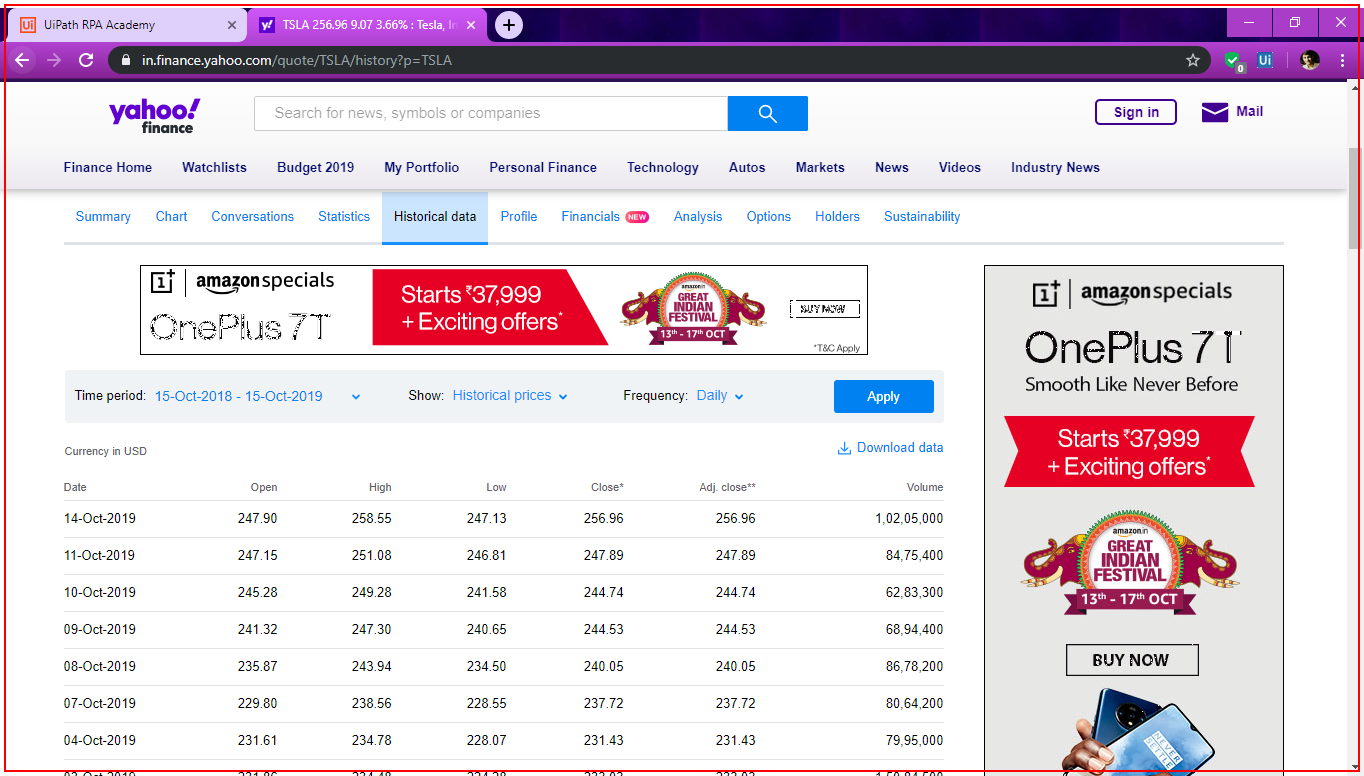 UiPath RPA Academy
TSLA 256.96 9.07 3.66% : Tesla, In
in.finance.yahoo.com/quote/TSLA/history?p=TSLA
0
Ui
yahoo!
finance
Search for news, symbols or companies
Sign in
Mail
Finance Home Watchlists Budget 2019 My Portfolio Personal Finance Technology Autos Markets News Videos Industry News
Summary Chart Conversations Statistics Historical data Profile Financials NEW Analysis Options Holders Sustainability
1+ | amazonspecials
OnePlus 7T
Starts ₹37,999
+ Exciting offers*
amazon.in
GREAT
INDIAN
FESTIVAL
13th - 17th OCT
BUY NOW
*T&C Apply
Time period: 15-Oct-2018 - 15-Oct-2019 Show: Historical prices Frequency: Daily Apply
Currency in USD Download data
Date Open High Low Close* Adj. close** Volume
14-Oct-2019 247.90 258.55 247.13 256.96 256.96 1,02,05,000
11-Oct-2019 247.15 251.08 246.81 247.89 247.89 84,75,400
10-Oct-2019 245.28 249.28 241.58 244.74 244.74 62,83,300
09-Oct-2019 241.32 247.30 240.65 244.53 244.53 68,94,400
08-Oct-2019 235.87 243.94 234.50 240.05 240.05 86,78,200
07-Oct-2019 229.80 238.56 228.55 237.72 237.72 80,64,200
04-Oct-2019 231.61 234.78 228.07 231.43 231.43 79,95,000
1+ | amazonspecials
OnePlus 7T
Smooth Like Never Before
Starts ₹37,999
+ Exciting offers*
amazon.in
GREAT
INDIAN
FESTIVAL
13th - 17th OCT
BUY NOW
NEVER
SETTLE